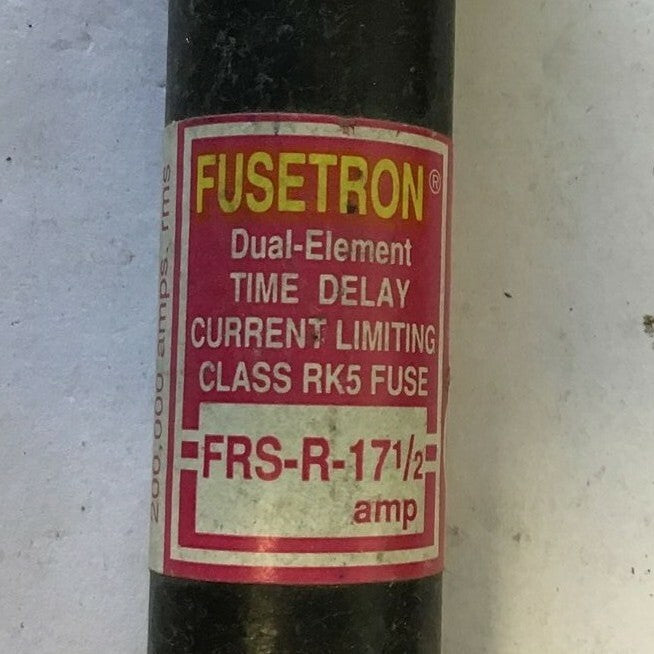 FUSETRON®
Dual-Element
TIME DELAY
CURRENT LIMITING
CLASS RK5 FUSE
FRS-R-17½
amp
200,000 amps. rms